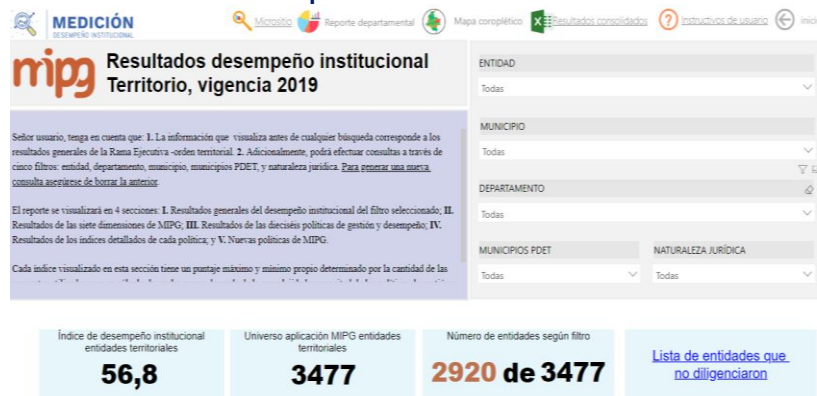 MEDICIÓN
DESEMPEÑO INSTITUCIONAL
Micrositio
Reporte departamental
Mapa coroplético
Resultados consolidados
Instructivos de usuario
inici
mipg
Resultados desempeño institucional
Territorio, vigencia 2019
Señor usuario, tenga en cuenta que: 1. La información que visualiza antes de cualquier búsqueda corresponde a los
resultados generales de la Rama Ejecutiva -orden territorial. 2. Adicionalmente, podrá efectuar consultas a través de
cinco filtros: entidad, departamento, municipio, municipios PDET, y naturaleza jurídica. Para generar una nueva
consulta asegúrese de borrar la anterior.
El reporte se visualizará en 4 secciones: I. Resultados generales del desempeño institucional del filtro seleccionado; II.
Resultados de las siete dimensiones de MIPG; III. Resultados de las dieciséis políticas de gestión y desempeño; IV.
Resultados de los índices detallados de cada política; y V. Nuevas políticas de MIPG.
Cada índice visualizado en esta sección tiene un puntaje máximo y mínimo propio determinado por la cantidad de las
ENTIDAD
Todas
MUNICIPIO
Todas
DEPARTAMENTO
Todas
MUNICIPIOS PDET
Todas
NATURALEZA JURÍDICA
Todas
Índice de desempeño institucional
entidades territoriales
56,8
Universo aplicación MIPG entidades
territoriales
3477
Número de entidades según filtro
2920 de 3477
Lista de entidades que
no diligenciaron